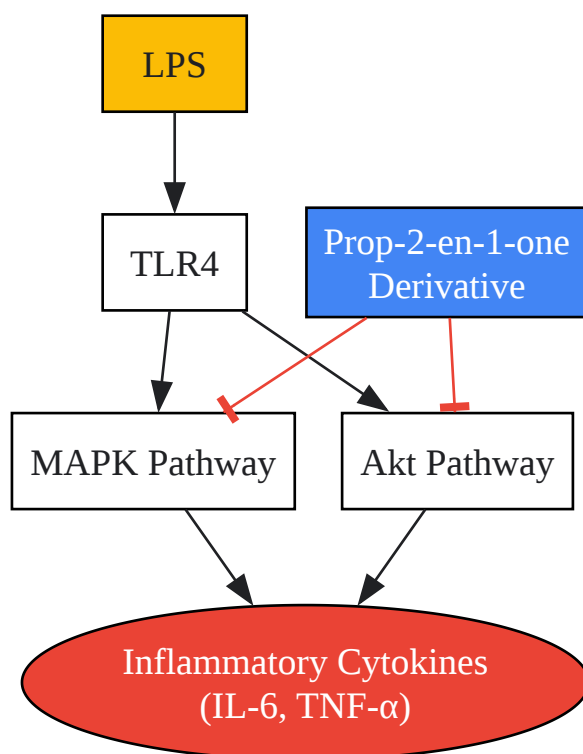 LPS
TLR4
Prop-2-en-1-one
Derivative
MAPK Pathway
Akt Pathway
Inflammatory Cytokines
(IL-6, TNF-α)